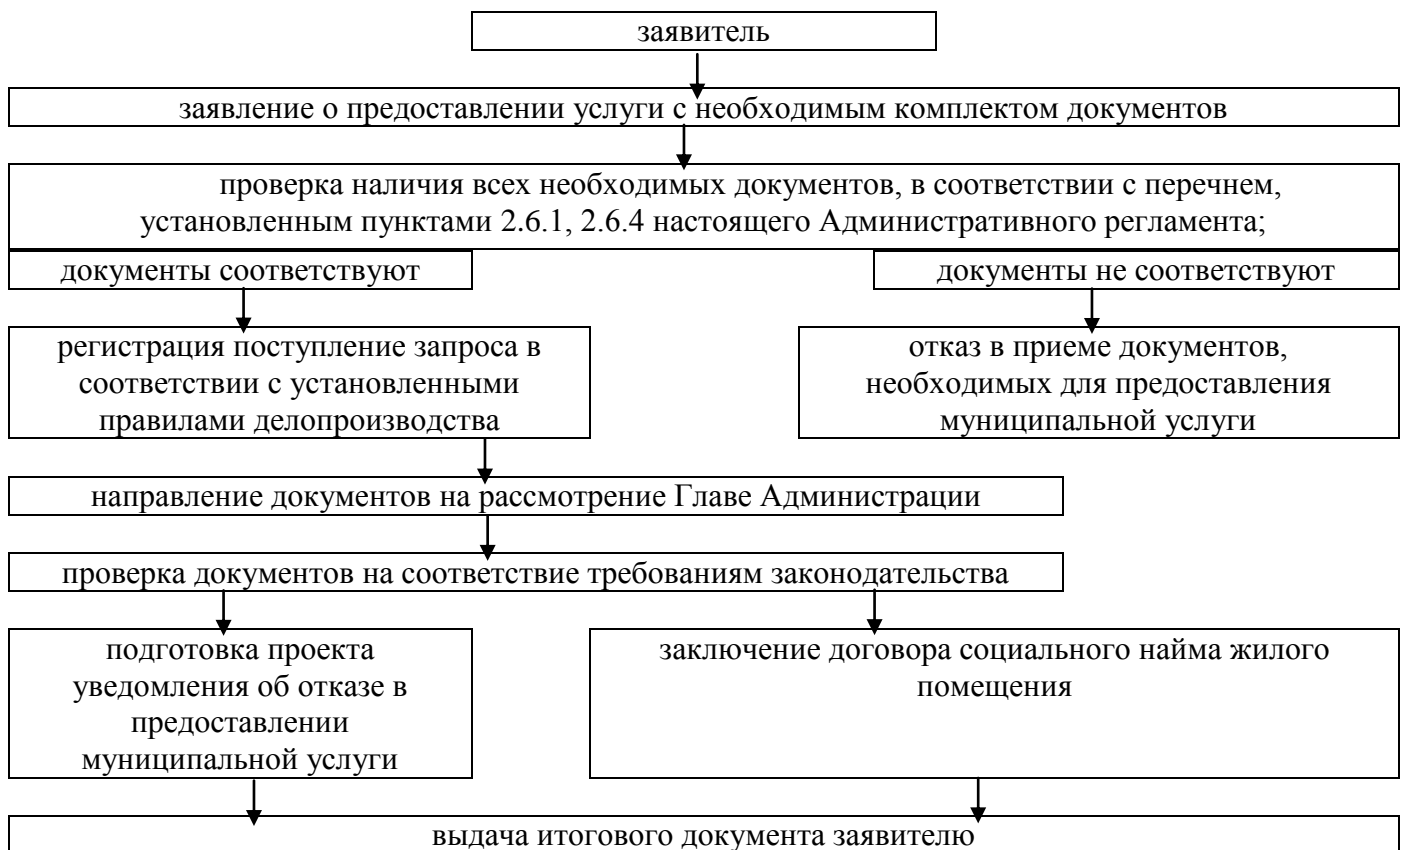 заявитель
заявление о предоставлении услуги с необходимым комплектом документов
проверка наличия всех необходимых документов, в соответствии с перечнем,
установленным пунктами 2.6.1, 2.6.4 настоящего Административного регламента;
документы соответствуют
документы не соответствуют
регистрация поступление запроса в
соответствии с установленными
правилами делопроизводства
отказ в приеме документов,
необходимых для предоставления
муниципальной услуги
направление документов на рассмотрение Главе Администрации
проверка документов на соответствие требованиям законодательства
подготовка проекта
уведомления об отказе в
предоставлении
муниципальной услуги
заключение договора социального найма жилого
помещения
выдача итогового документа заявителю